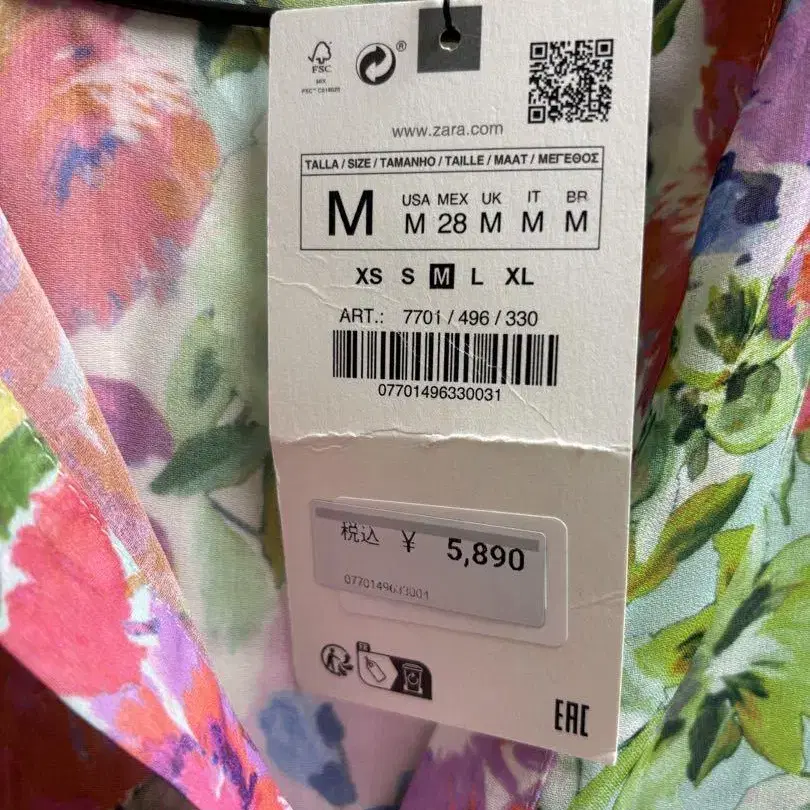 FSC
MIX
®
www.zara.com
TALLA / SIZE / TAMANHO / TAILLE / MAAT / ΜΕΓΕΘΟΣ
M
USA MEX UK IT BR
M 28 M M M
XS S M L XL
ART.: 7701 / 496 / 330
07701496330031
税込 ¥ 5,890
EAC